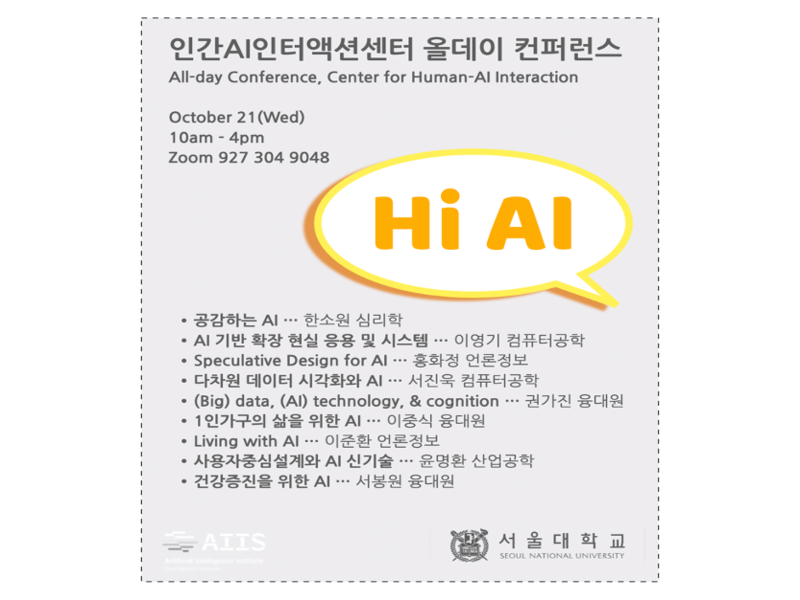 인간AI인터액션센터 올데이 컨퍼런스
All-day Conference, Center for Human-AI Interaction
October 21(Wed)
10am - 4pm
Zoom 927 304 9048
Hi AI
• 공감하는 AI ··· 한소원 심리학
• AI 기반 확장 현실 응용 및 시스템 ··· 이영기 컴퓨터공학
• Speculative Design for AI ··· 홍화정 언론정보
• 다차원 데이터 시각화와 AI ··· 서진욱 컴퓨터공학
• (Big) data, (AI) technology, & cognition ··· 권가진 융대원
• 1인가구의 삶을 위한 AI ··· 이중식 융대원
• Living with AI ··· 이준환 언론정보
• 사용자중심설계와 AI 신기술 ··· 윤명환 산업공학
• 건강증진을 위한 AI ··· 서봉원 융대원
AIIS
서울대학교
SEOUL NATIONAL UNIVERSITY